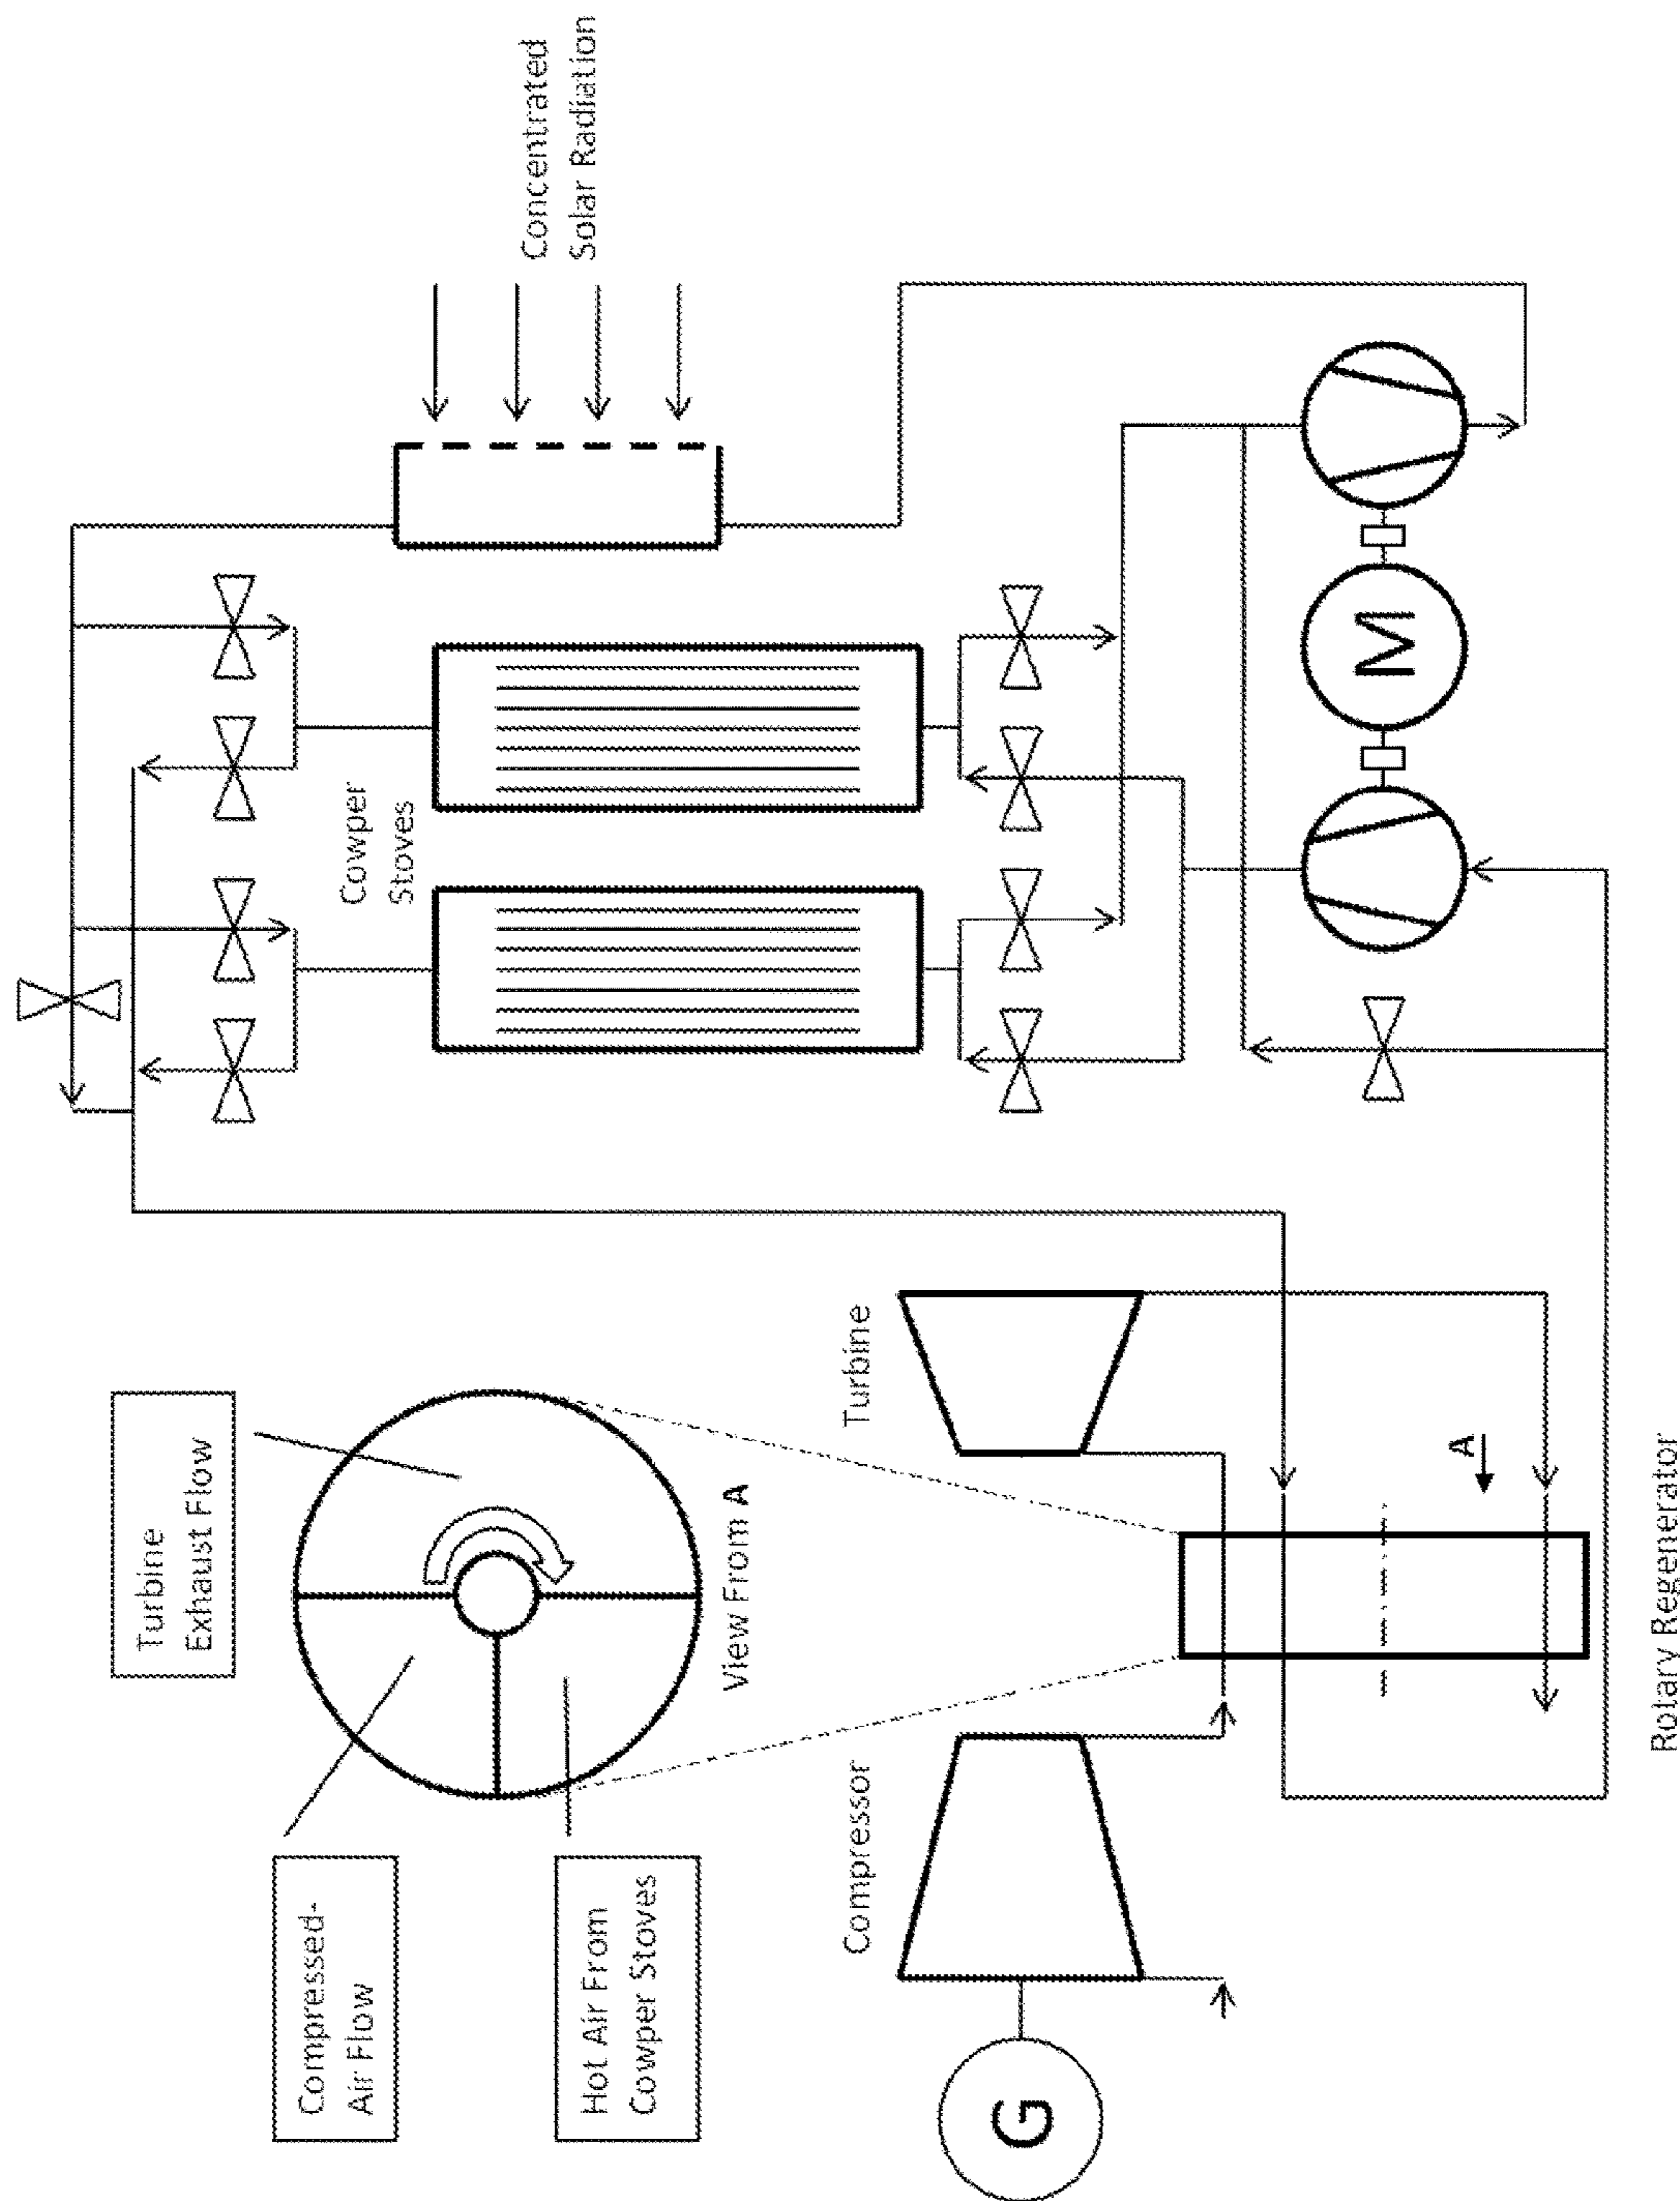 Compressed-
Air Flow
Hot Air From
Cowper Stoves
Turbine
Exhaust Flow
View From A
Cowper
Stoves
Concentrated
Solar Radiation
G
Compressor
Turbine
A
Rotary Regenerator
M